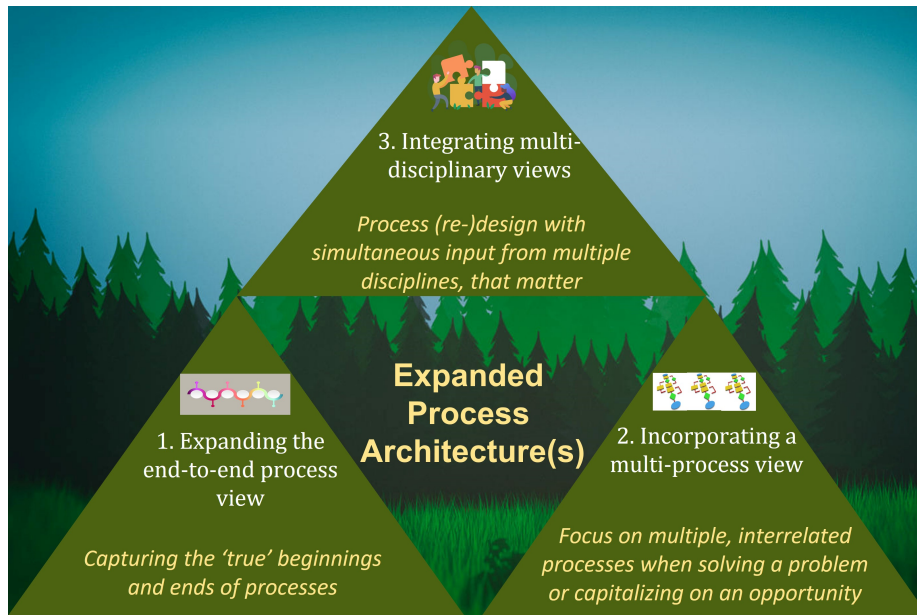 3. Integrating multi-
disciplinary views
Process (re-)design with
simultaneous input from multiple
disciplines, that matter
Expanded
Process
Architecture(s)
1. Expanding the
end-to-end process
view
Capturing the ‘true’ beginnings
and ends of processes
2. Incorporating a
multi-process view
Focus on multiple, interrelated
processes when solving a problem
or capitalizing on an opportunity